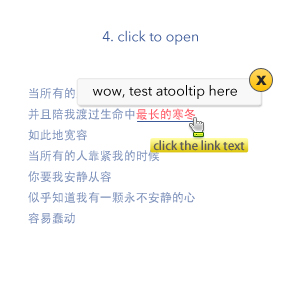 4. click to open
当所有的
wow, test atooltip here
X
并且陪我渡过生命中最长的寒冬
click the link text
如此地宽容
当所有的人靠紧我的时候
你要我安静从容
似乎知道我有一颗永不安静的心
容易蠢动